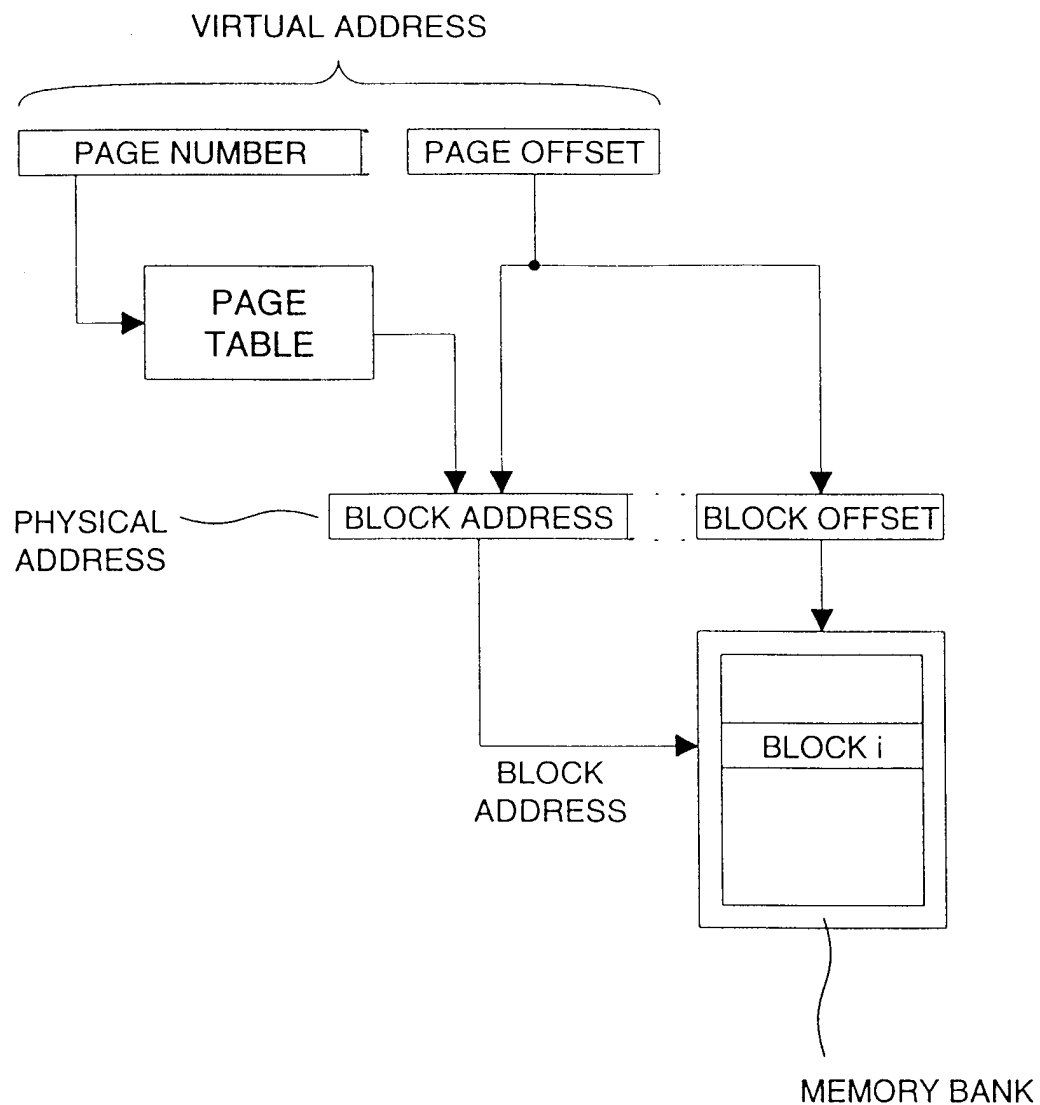 VIRTUAL ADDRESS
PAGE NUMBER
PAGE OFFSET
PAGE
TABLE
PHYSICAL
ADDRESS
BLOCK ADDRESS
BLOCK OFFSET
BLOCK i
BLOCK
ADDRESS
MEMORY BANK